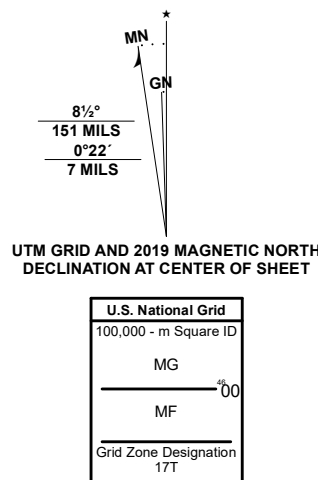 ★
MN
GN
8½°
151 MILS
0°22´
7 MILS
UTM GRID AND 2019 MAGNETIC NORTH
DECLINATION AT CENTER OF SHEET
U.S. National Grid
100,000 - m Square ID
MG
4600
MF
Grid Zone Designation
17T